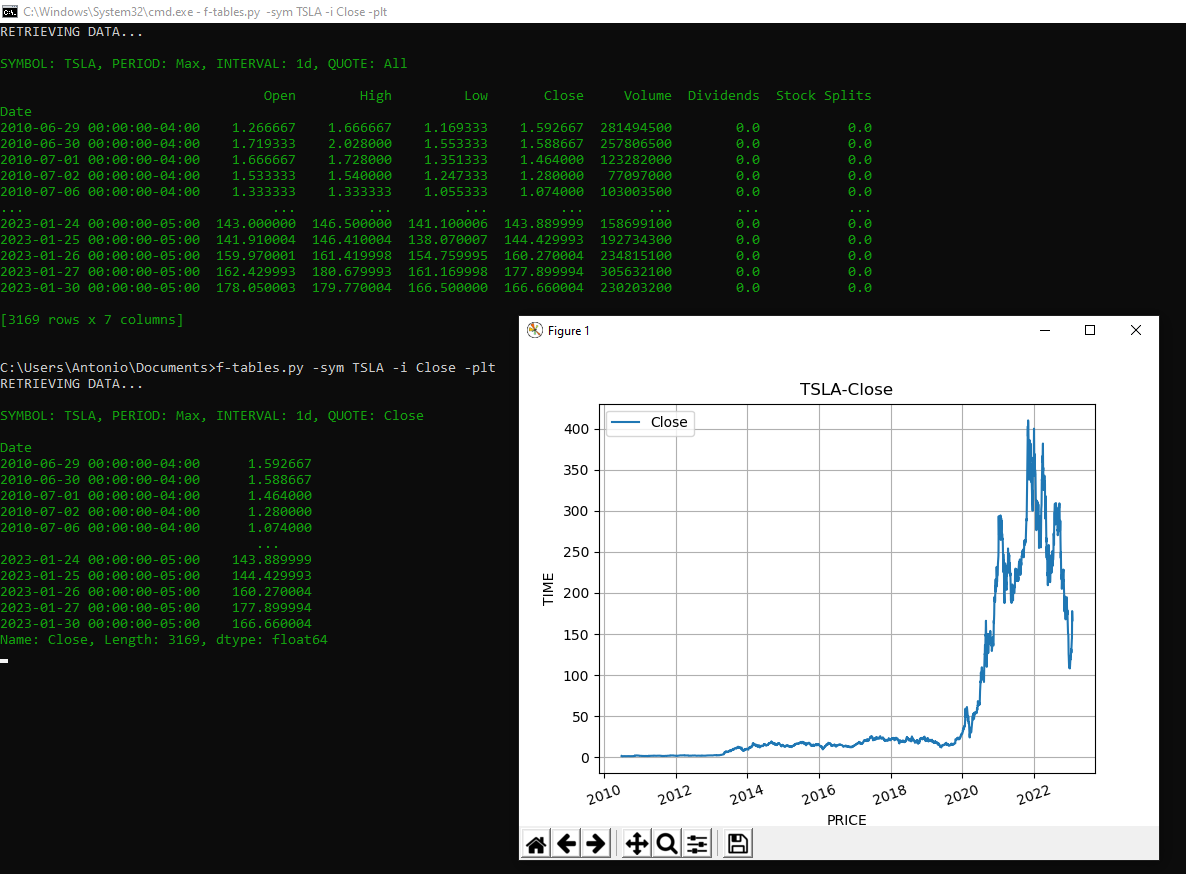 C:\Windows\System32\cmd.exe - f-tables.py  -sym TSLA -i Close -plt
RETRIEVING DATA...
SYMBOL: TSLA, PERIOD: Max, INTERVAL: 1d, QUOTE: All
Open High Low Close Volume Dividends Stock Splits
Date
2010-06-29 00:00:00-04:00 1.266667 1.666667 1.169333 1.592667 281494500 0.0 0.0
2010-06-30 00:00:00-04:00 1.719333 2.028000 1.553333 1.588667 257806500 0.0 0.0
2010-07-01 00:00:00-04:00 1.666667 1.728000 1.351333 1.464000 123282000 0.0 0.0
2010-07-02 00:00:00-04:00 1.533333 1.540000 1.247333 1.280000 77097000 0.0 0.0
2010-07-06 00:00:00-04:00 1.333333 1.333333 1.055333 1.074000 103003500 0.0 0.0
... ... ... ... ... ... ... ...
2023-01-24 00:00:00-05:00 143.000000 146.500000 141.100006 143.889999 158699100 0.0 0.0
2023-01-25 00:00:00-05:00 141.910004 146.410004 138.070007 144.429993 192734300 0.0 0.0
2023-01-26 00:00:00-05:00 159.970001 161.419998 154.759995 160.270004 234815100 0.0 0.0
2023-01-27 00:00:00-05:00 162.429993 180.679993 161.169998 177.899994 305632100 0.0 0.0
2023-01-30 00:00:00-05:00 178.050003 179.770004 166.500000 166.660004 230203200 0.0 0.0
[3169 rows x 7 columns]
C:\Users\Antonio\Documents>f-tables.py -sym TSLA -i Close -plt
RETRIEVING DATA...
SYMBOL: TSLA, PERIOD: Max, INTERVAL: 1d, QUOTE: Close
Date
2010-06-29 00:00:00-04:00 1.592667
2010-06-30 00:00:00-04:00 1.588667
2010-07-01 00:00:00-04:00 1.464000
2010-07-02 00:00:00-04:00 1.280000
2010-07-06 00:00:00-04:00 1.074000
...
2023-01-24 00:00:00-05:00 143.889999
2023-01-25 00:00:00-05:00 144.429993
2023-01-26 00:00:00-05:00 160.270004
2023-01-27 00:00:00-05:00 177.899994
2023-01-30 00:00:00-05:00 166.660004
Name: Close, Length: 3169, dtype: float64
Figure 1
TSLA-Close
Close
400
350
300
250
200
150
100
50
0
TIME
2010 2012 2014 2016 2018 2020 2022
PRICE